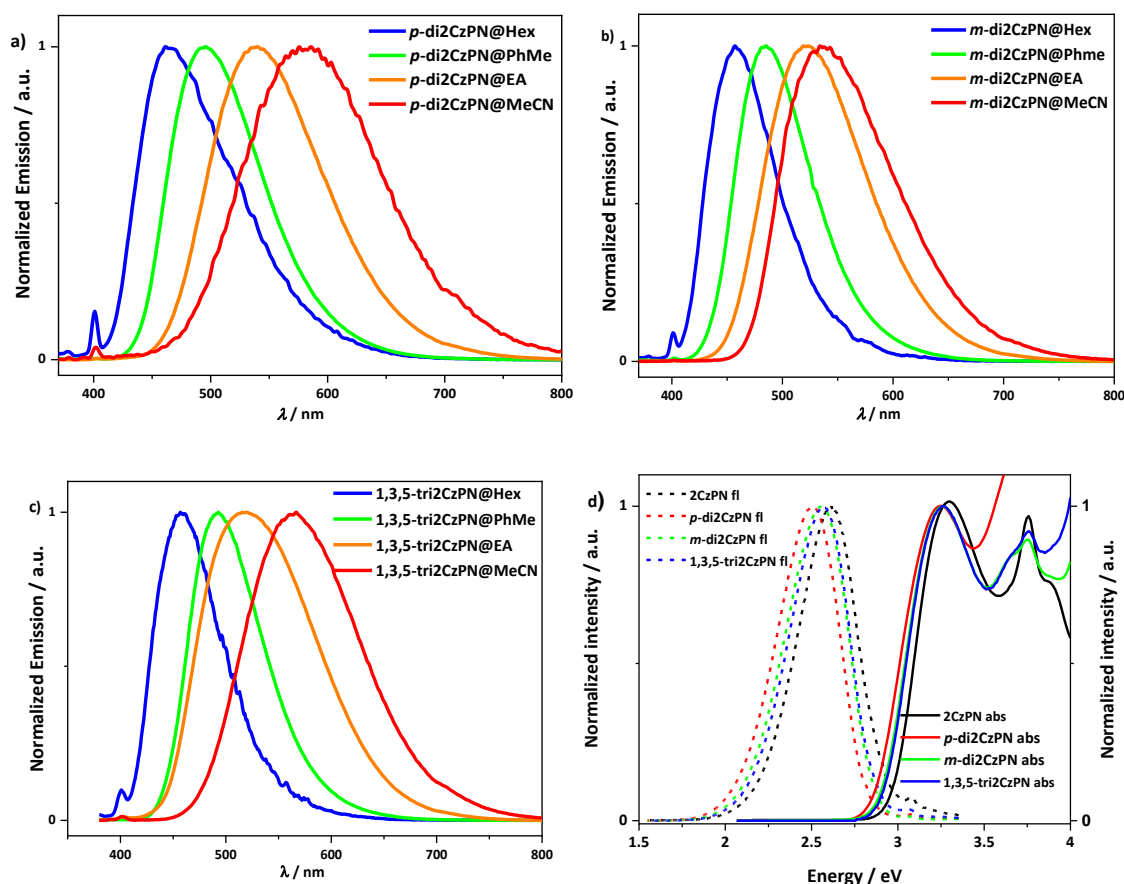 a)
p-di2CzPN@Hex
p-di2CzPN@PhMe
p-di2CzPN@EA
p-di2CzPN@MeCN
Normalized Emission / a.u.
1
0
400 500 600 700 800
λ / nm
b)
m-di2CzPN@Hex
m-di2CzPN@Phme
m-di2CzPN@EA
m-di2CzPN@MeCN
Normalized Emission / a.u.
1
0
400 500 600 700 800
λ / nm
c)
1,3,5-tri2CzPN@Hex
1,3,5-tri2CzPN@PhMe
1,3,5-tri2CzPN@EA
1,3,5-tri2CzPN@MeCN
Normalized Emission / a.u.
1
0
400 500 600 700 800
λ / nm
d)
2CzPN fl
p-di2CzPN fl
m-di2CzPN fl
1,3,5-tri2CzPN fl
2CzPN abs
p-di2CzPN abs
m-di2CzPN abs
1,3,5-tri2CzPN abs
Normalized intensity / a.u.
1
0
1
0
Normalized intensity / a.u.
1.5 2 2.5 3 3.5 4
Energy / eV